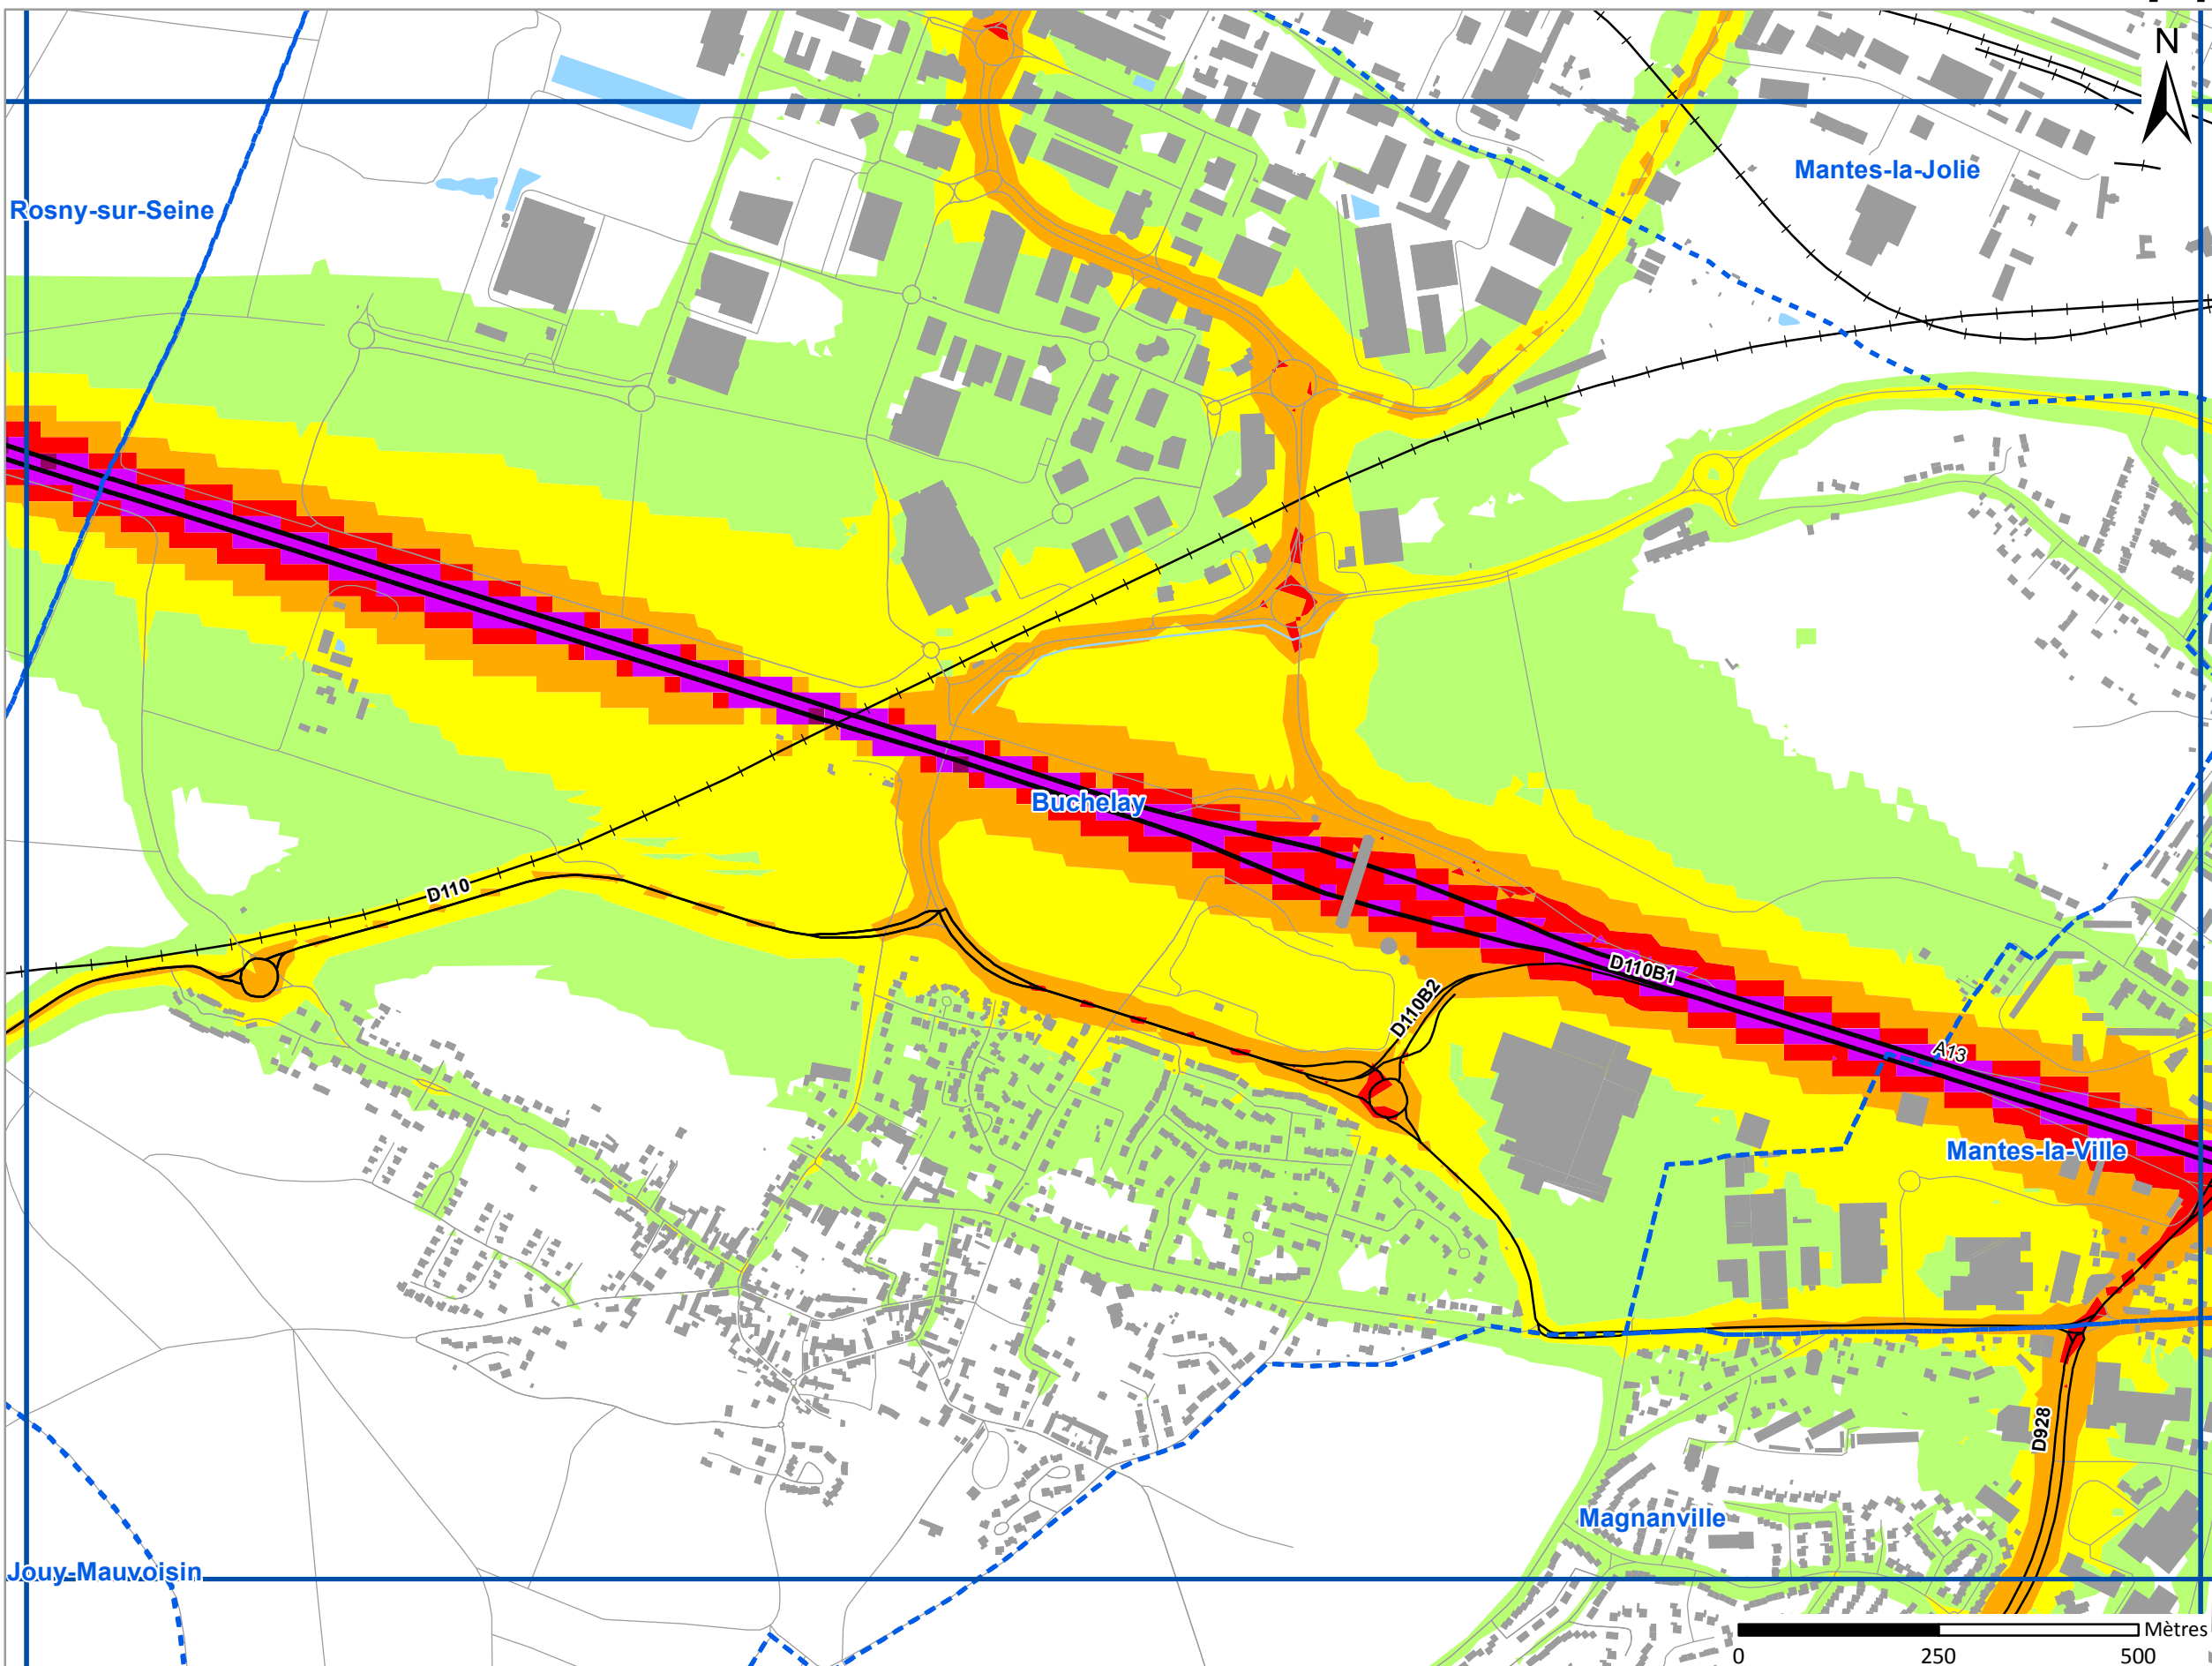 N
Mantes-la-Jolie
Rosny-sur-Seine
Buchelay
D110
D110B1
D110B2
A13
Mantes-la-Ville
D928
Magnanville
Jouy-Mauvoisin
Mètres
0 250 500